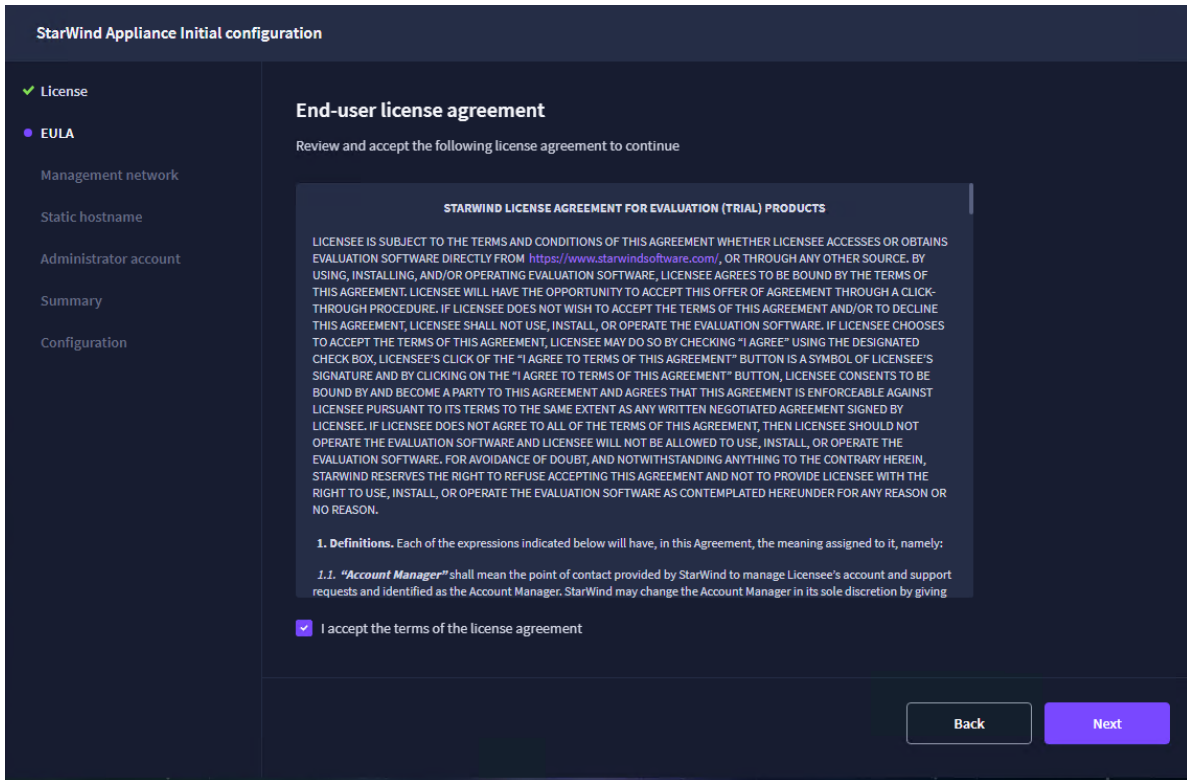 StarWind Appliance Initial configuration
License
EULA
Management network
Static hostname
Administrator account
Summary
Configuration
End-user license agreement
Review and accept the following license agreement to continue
STARWIND LICENSE AGREEMENT FOR EVALUATION (TRIAL) PRODUCTS
LICENSEE IS SUBJECT TO THE TERMS AND CONDITIONS OF THIS AGREEMENT WHETHER LICENSEE ACCESSES OR OBTAINS
EVALUATION SOFTWARE DIRECTLY FROM https://www.starwindsoftware.com/, OR THROUGH ANY OTHER SOURCE. BY
USING, INSTALLING, AND/OR OPERATING EVALUATION SOFTWARE, LICENSEE AGREES TO BE BOUND BY THE TERMS OF
THIS AGREEMENT. LICENSEE WILL HAVE THE OPPORTUNITY TO ACCEPT THIS OFFER OF AGREEMENT THROUGH A CLICK-
THROUGH PROCEDURE. IF LICENSEE DOES NOT WISH TO ACCEPT THE TERMS OF THIS AGREEMENT AND/OR TO DECLINE
THIS AGREEMENT, LICENSEE SHALL NOT USE, INSTALL, OR OPERATE THE EVALUATION SOFTWARE. IF LICENSEE CHOOSES
TO ACCEPT THE TERMS OF THIS AGREEMENT, LICENSEE MAY DO SO BY CHECKING “I AGREE” USING THE DESIGNATED
CHECK BOX, LICENSEE’S CLICK OF THE “I AGREE TO TERMS OF THIS AGREEMENT” BUTTON IS A SYMBOL OF LICENSEE’S
SIGNATURE AND BY CLICKING ON THE “I AGREE TO TERMS OF THIS AGREEMENT” BUTTON, LICENSEE CONSENTS TO BE
BOUND BY AND BECOME A PARTY TO THIS AGREEMENT AND AGREES THAT THIS AGREEMENT IS ENFORCEABLE AGAINST
LICENSEE PURSUANT TO ITS TERMS TO THE SAME EXTENT AS ANY WRITTEN NEGOTIATED AGREEMENT SIGNED BY
LICENSEE. IF LICENSEE DOES NOT AGREE TO ALL OF THE TERMS OF THIS AGREEMENT, THEN LICENSEE SHOULD NOT
OPERATE THE EVALUATION SOFTWARE AND LICENSEE WILL NOT BE ALLOWED TO USE, INSTALL, OR OPERATE THE
EVALUATION SOFTWARE. FOR AVOIDANCE OF DOUBT, AND NOTWITHSTANDING ANYTHING TO THE CONTRARY HEREIN,
STARWIND RESERVES THE RIGHT TO REFUSE ACCEPTING THIS AGREEMENT AND NOT TO PROVIDE LICENSEE WITH THE
RIGHT TO USE, INSTALL, OR OPERATE THE EVALUATION SOFTWARE AS CONTEMPLATED HEREUNDER FOR ANY REASON OR
NO REASON.
1. Definitions. Each of the expressions indicated below will have, in this Agreement, the meaning assigned to it, namely:
1.1. “Account Manager” shall mean the point of contact provided by StarWind to manage Licensee’s account and support
requests and identified as the Account Manager. StarWind may change the Account Manager in its sole discretion by giving
I accept the terms of the license agreement
Back
Next